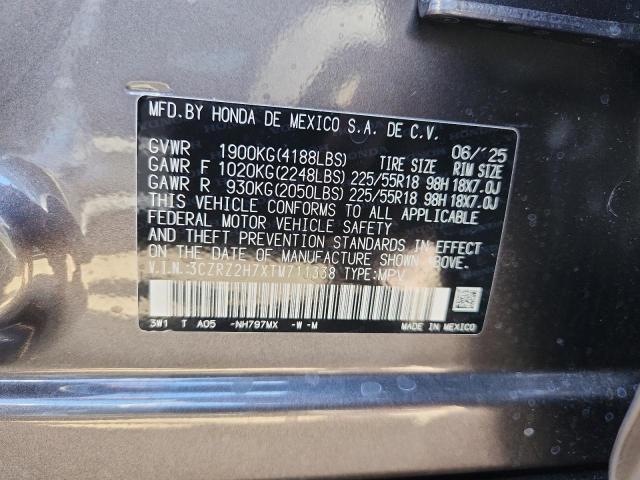 MFD.BY HONDA DE MEXICO S.A. DE C.V.
GVWR 1900KG(4188LBS) TIRE SIZE 06/'25 RIM SIZE
GAWR F 1020KG(2248LBS) 225/55R18 98H 18X7.0J
GAWR R 930KG(2050LBS) 225/55R18 98H 18X7.0J
THIS VEHICLE CONFORMS TO ALL APPLICABLE
FEDERAL MOTOR VEHICLE SAFETY
AND THEFT PREVENTION STANDARDS IN EFFECT
ON THE DATE OF MANUFACTURE SHOWN ABOVE.
V.I.N.:3CZRZ2H7XTM711338 TYPE:MPV
3W1 T A05 -NH797MX -W -M MADE IN MEXICO